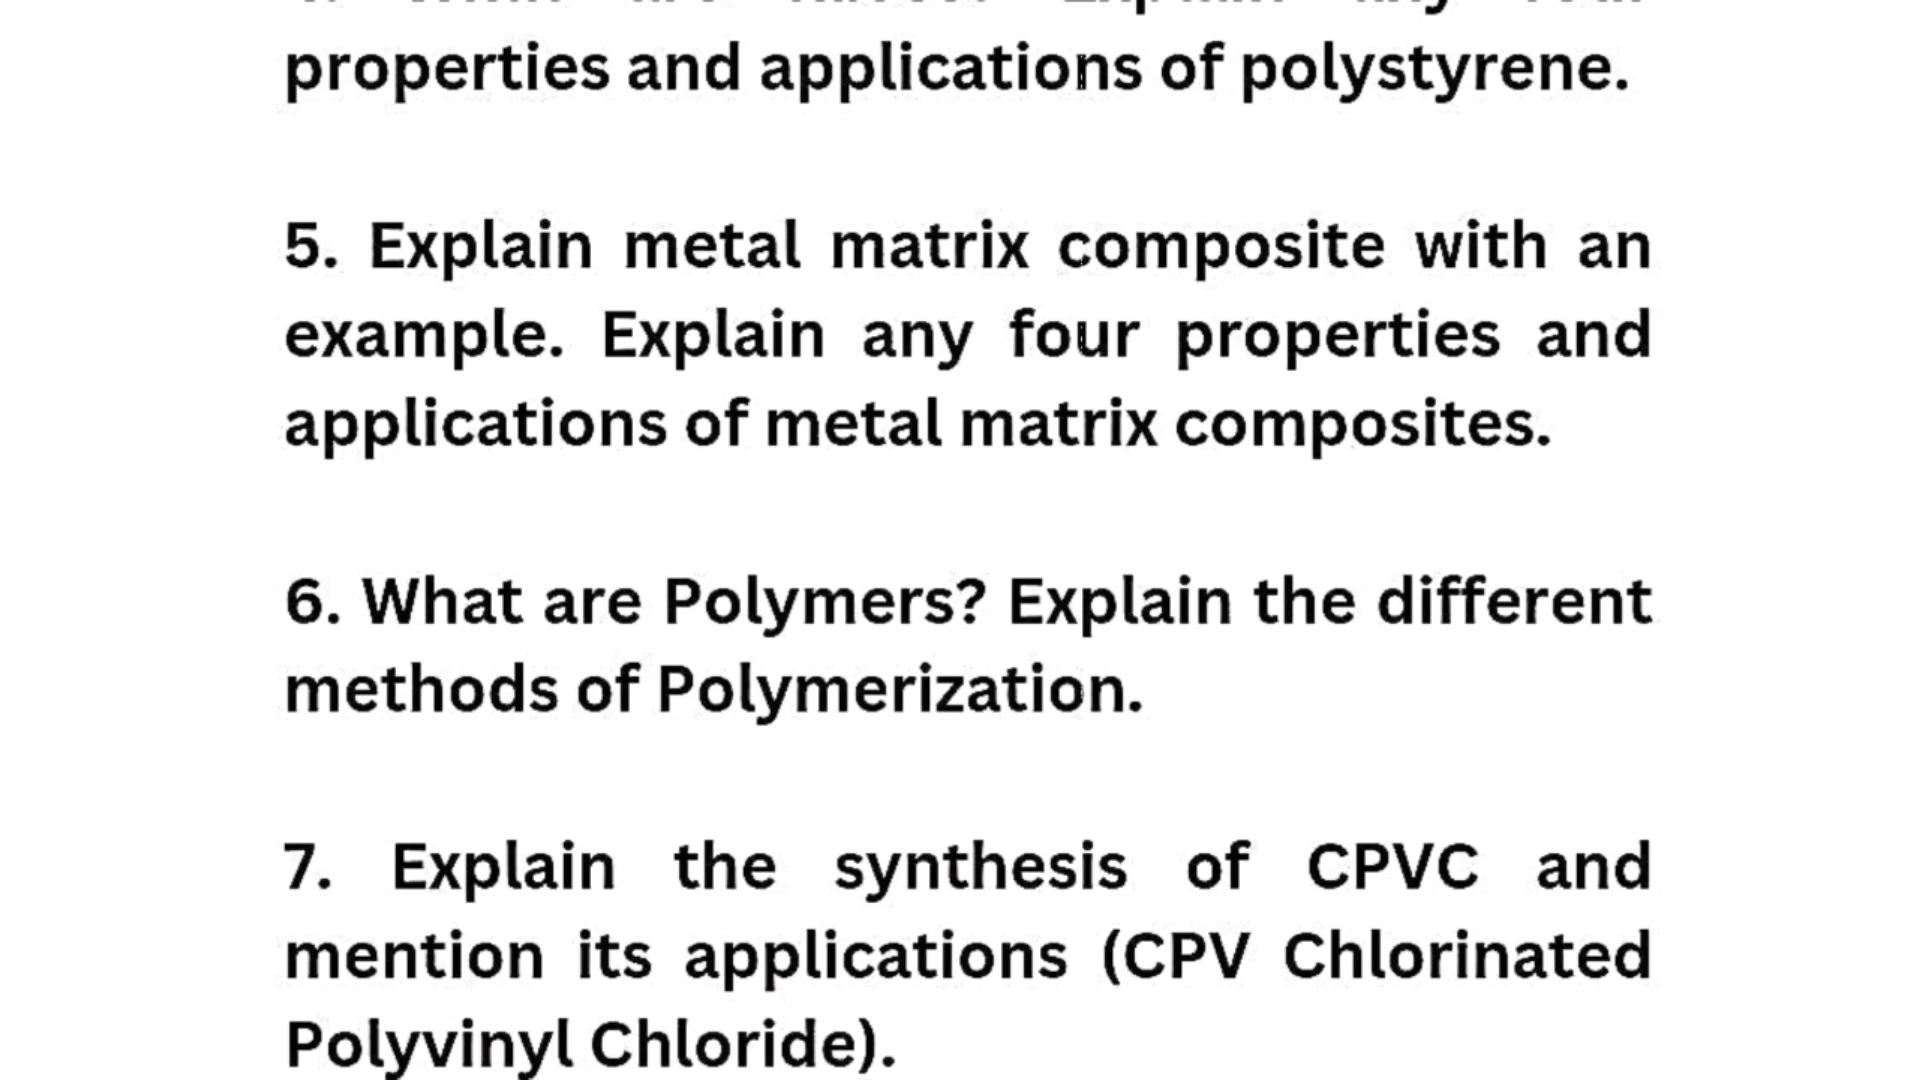 properties and applications of polystyrene.
5. Explain metal matrix composite with an
example. Explain any four properties and
applications of metal matrix composites.
6. What are Polymers? Explain the different
methods of Polymerization.
7. Explain the synthesis of CPVC and
mention its applications (CPV Chlorinated
Polyvinyl Chloride).